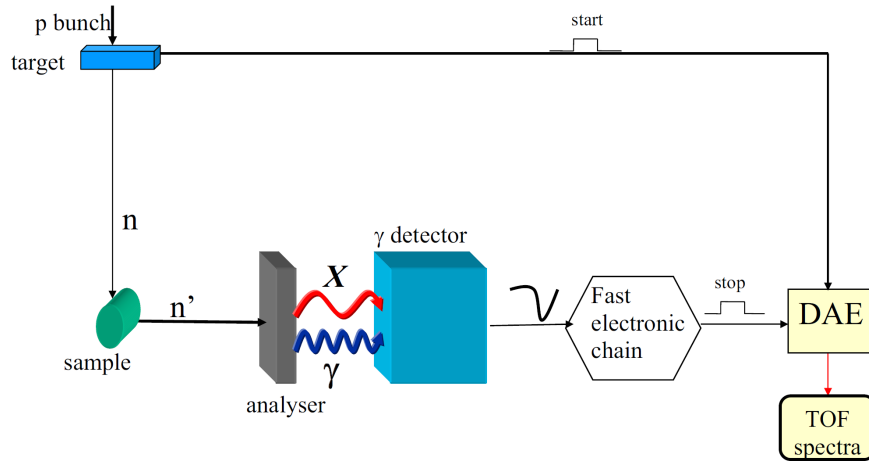 p bunch
target
start
n
γ detector
X
n'
γ
sample
analyser
Fast
electronic
chain
stop
DAE
TOF
spectra